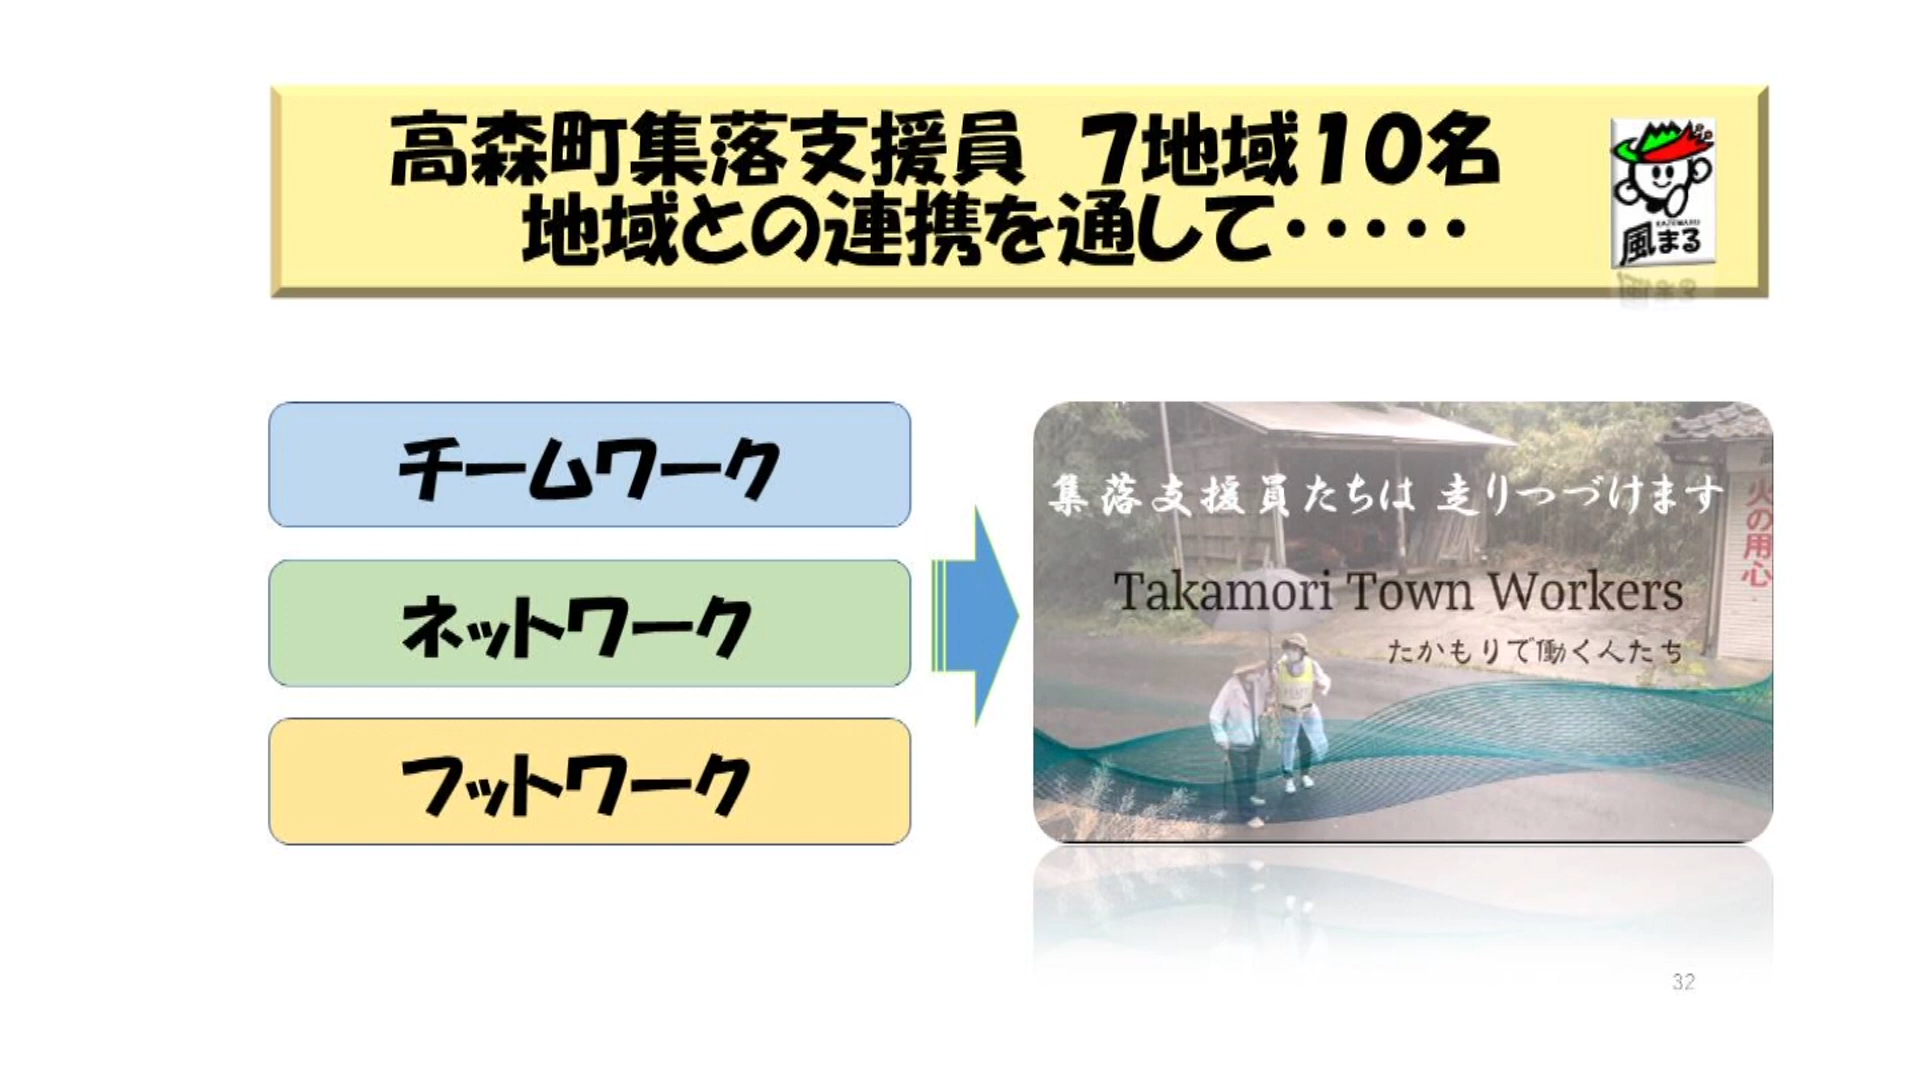 高森町集落支援員　7地域10名
地域との連携を通して・・・・・
KAZEMARU
風まる
チームワーク
ネットワーク
フットワーク
集落支援員たちは 走りつづけます
火の用心
Takamori Town Workers
たかもりで働く人たち
32